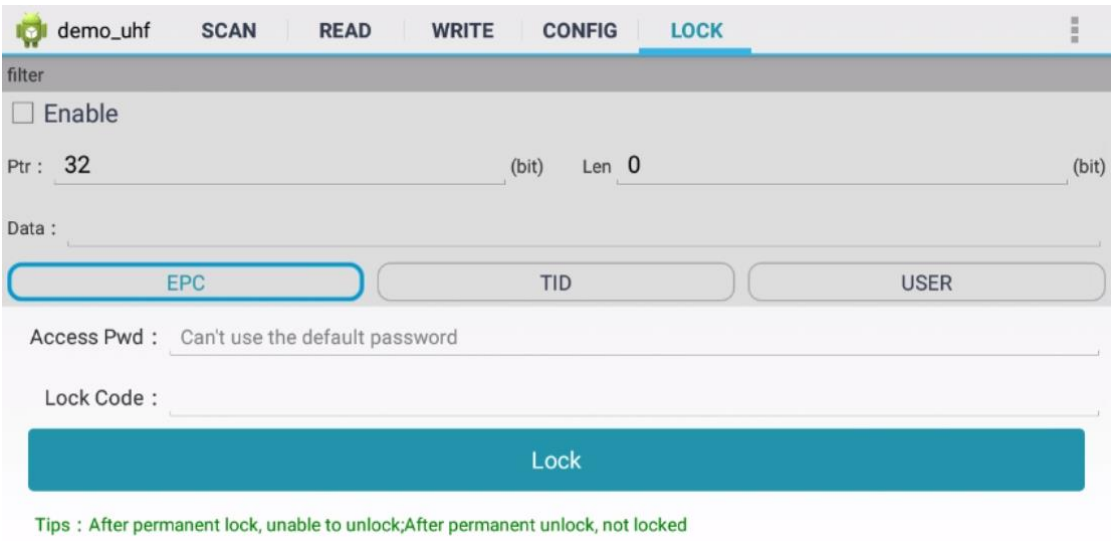 demo_uhf SCAN READ WRITE CONFIG LOCK
filter
Enable
Ptr : 32 (bit) Len 0 (bit)
Data :
EPC TID USER
Access Pwd : Can't use the default password
Lock Code :
Lock
Tips : After permanent lock, unable to unlock;After permanent unlock, not locked